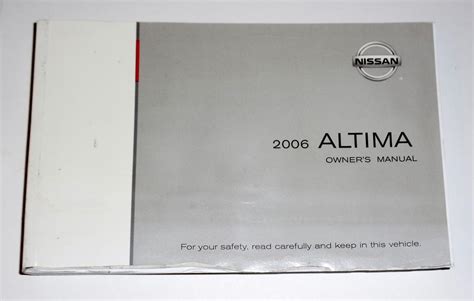 NISSAN
2006 ALTIMA
OWNER'S MANUAL
For your safety, read carefully and keep in this vehicle.